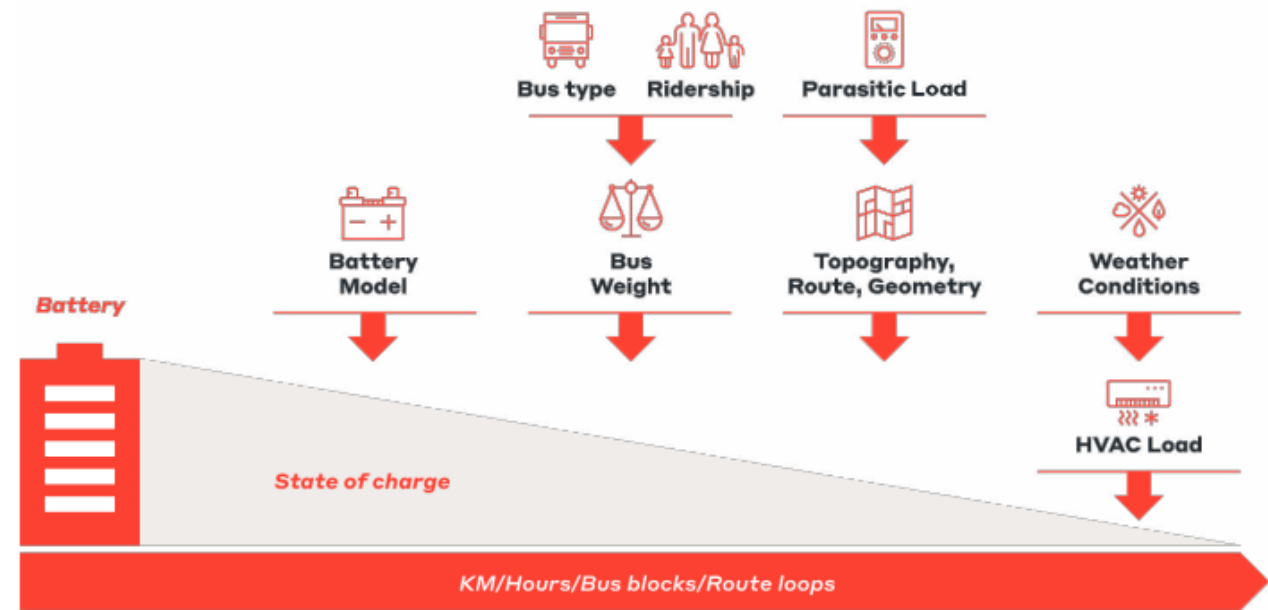 Bus type
Ridership
Parasitic Load
Battery
Model
Bus
Weight
Topography,
Route, Geometry
Weather
Conditions
Battery
HVAC Load
State of charge
KM/Hours/Bus blocks/Route loops